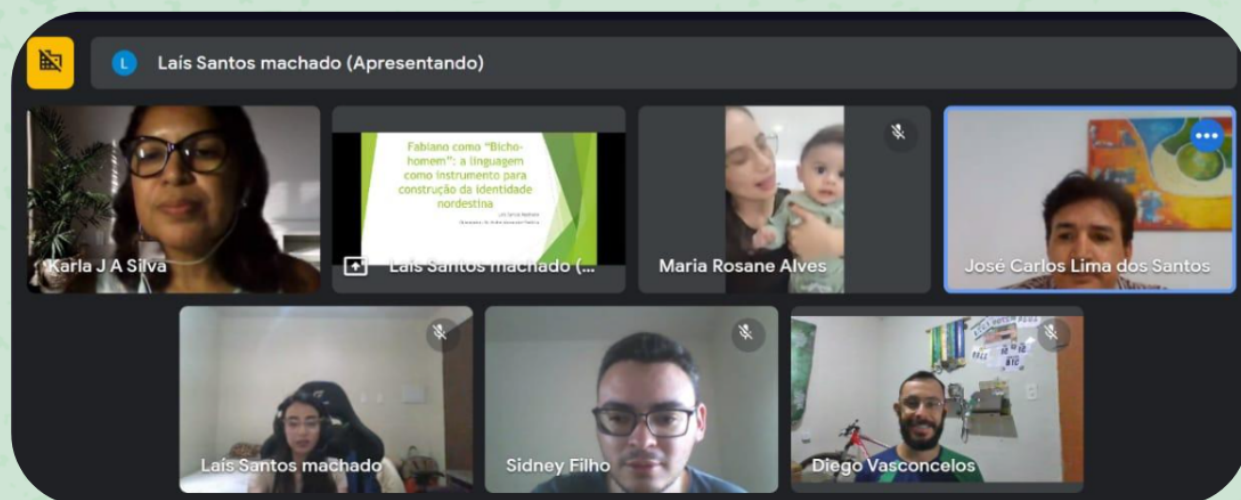 L Laís Santos machado (Apresentando)
Karla J A Silva
Fabiano como “Bicho-
homem”: a linguagem
como instrumento para
construção da identidade
nordestina
Laís Santos machado (...
Maria Rosane Alves
José Carlos Lima dos Santos
Laís Santos machado
Sidney Filho
Diego Vasconcelos